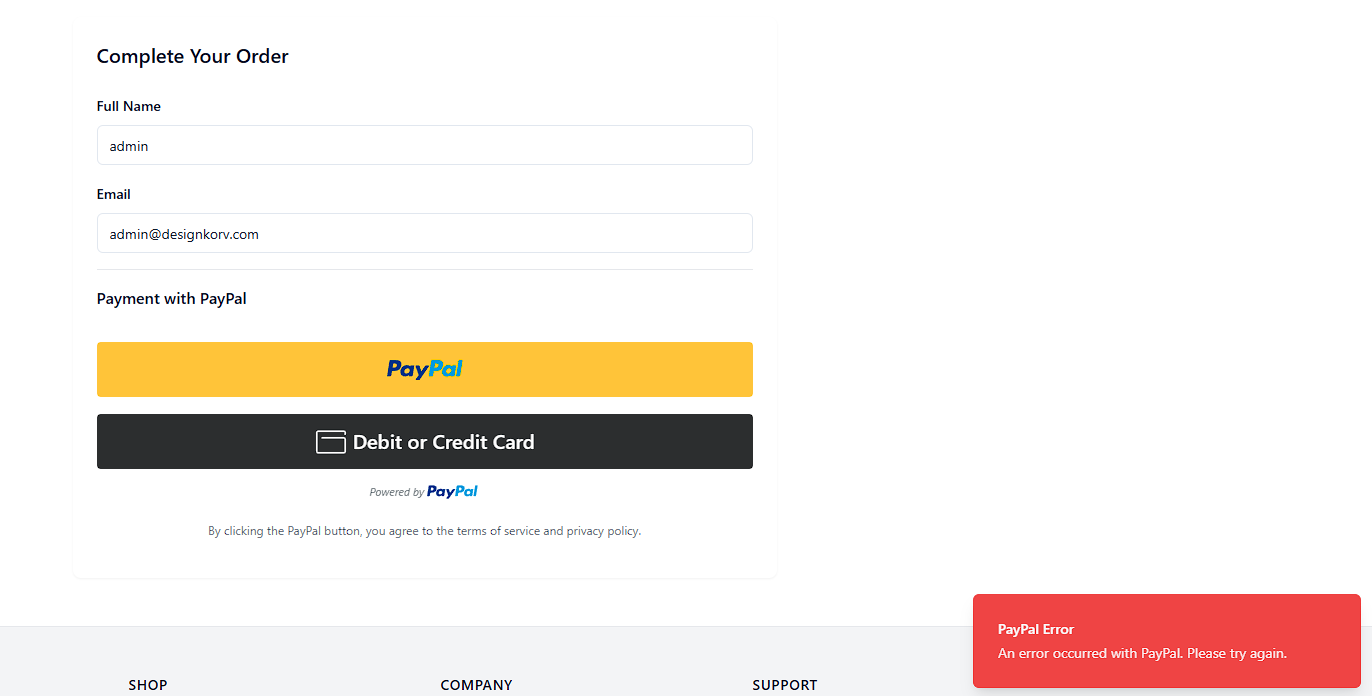 Complete Your Order
Full Name
admin
Email
admin@designkorv.com
Payment with PayPal
PayPal
Debit or Credit Card
Powered by PayPal
By clicking the PayPal button, you agree to the terms of service and privacy policy.
PayPal Error
An error occurred with PayPal. Please try again.
SHOP
COMPANY
SUPPORT